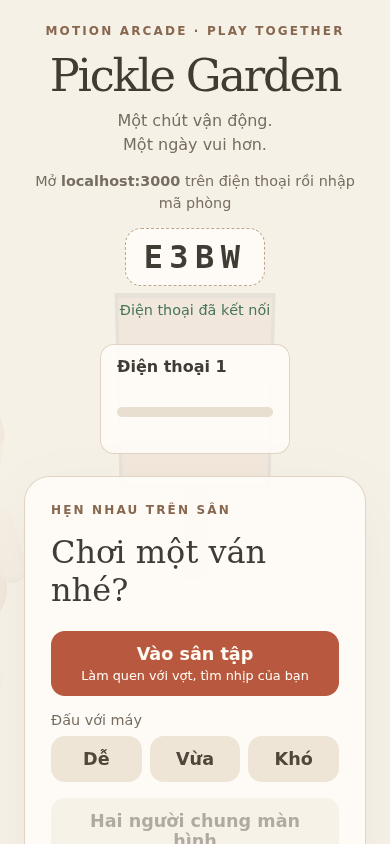 MOTION ARCADE · PLAY TOGETHER
Pickle Garden
Một chút vận động.
Một ngày vui hơn.
Mở localhost:3000 trên điện thoại rồi nhập
mã phòng
E3BW
Điện thoại đã kết nối
Điện thoại 1
HẸN NHAU TRÊN SÂN
Chơi một ván
nhé?
Vào sân tập
Làm quen với vợt, tìm nhịp của bạn
Đấu với máy
Dễ Vừa Khó
Hai người chung màn
hình